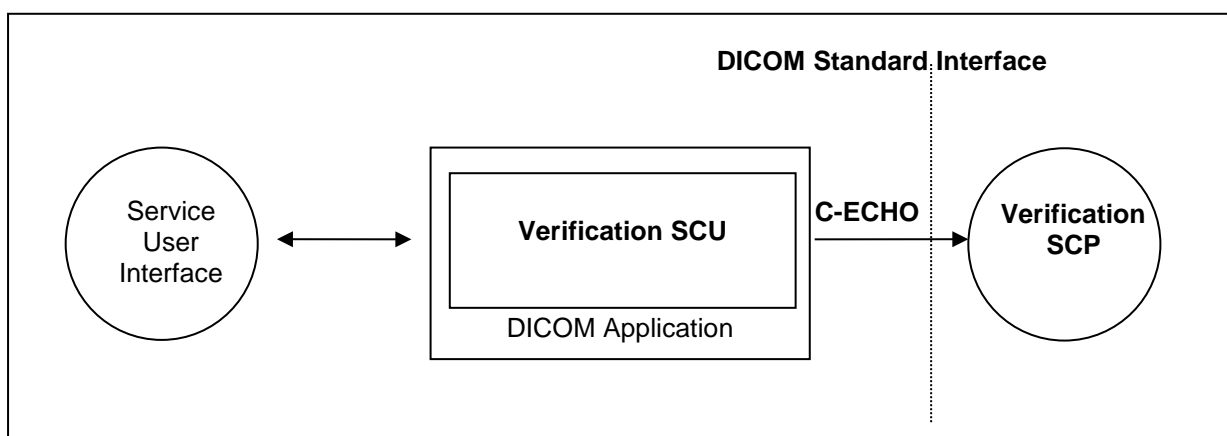 DICOM Standard Interface
Service
User
Interface
Verification SCU
DICOM Application
C-ECHO
Verification
SCP